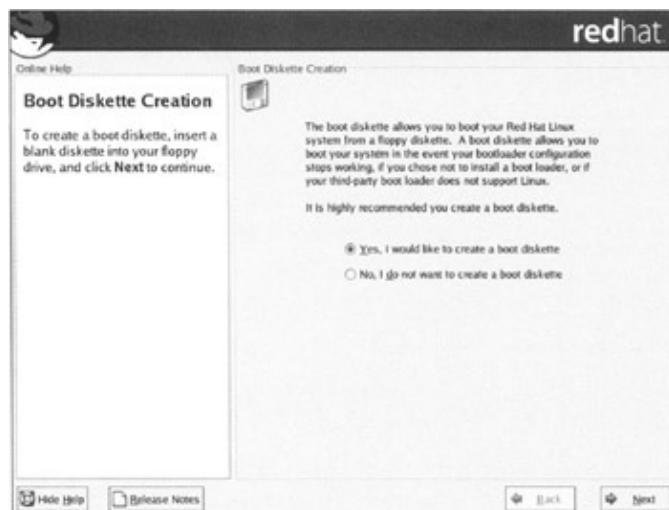 redhat.
Online Help
Boot Diskette Creation
To create a boot diskette, insert a
blank diskette into your floppy
drive, and click Next to continue.
Boot Diskette Creation
The boot diskette allows you to boot your Red Hat Linux
system from a floppy diskette. A boot diskette allows you to
boot your system in the event your bootloader configuration
stops working, if you chose not to install a boot loader, or if
your third-party boot loader does not support Linux.
It is highly recommended you create a boot diskette.
Yes, I would like to create a boot diskette
No, I do not want to create a boot diskette
Hide Help
Release Notes
Back
Next